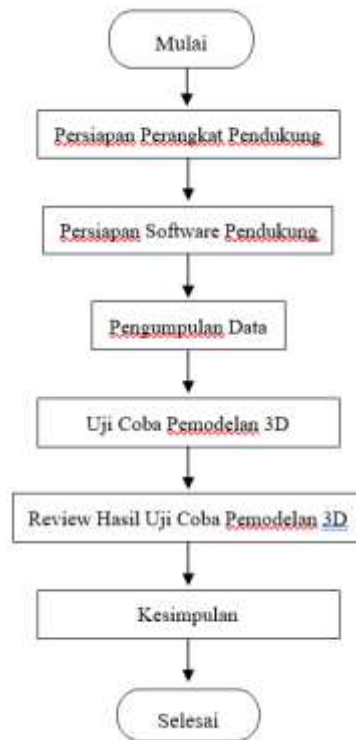 Mulai
Persiapan Perangkat Pendukung
Persiapan Software Pendukung
Pengumpulan Data
Uji Coba Pemodelan 3D
Review Hasil Uji Coba Pemodelan 3D
Kesimpulan
Selesai